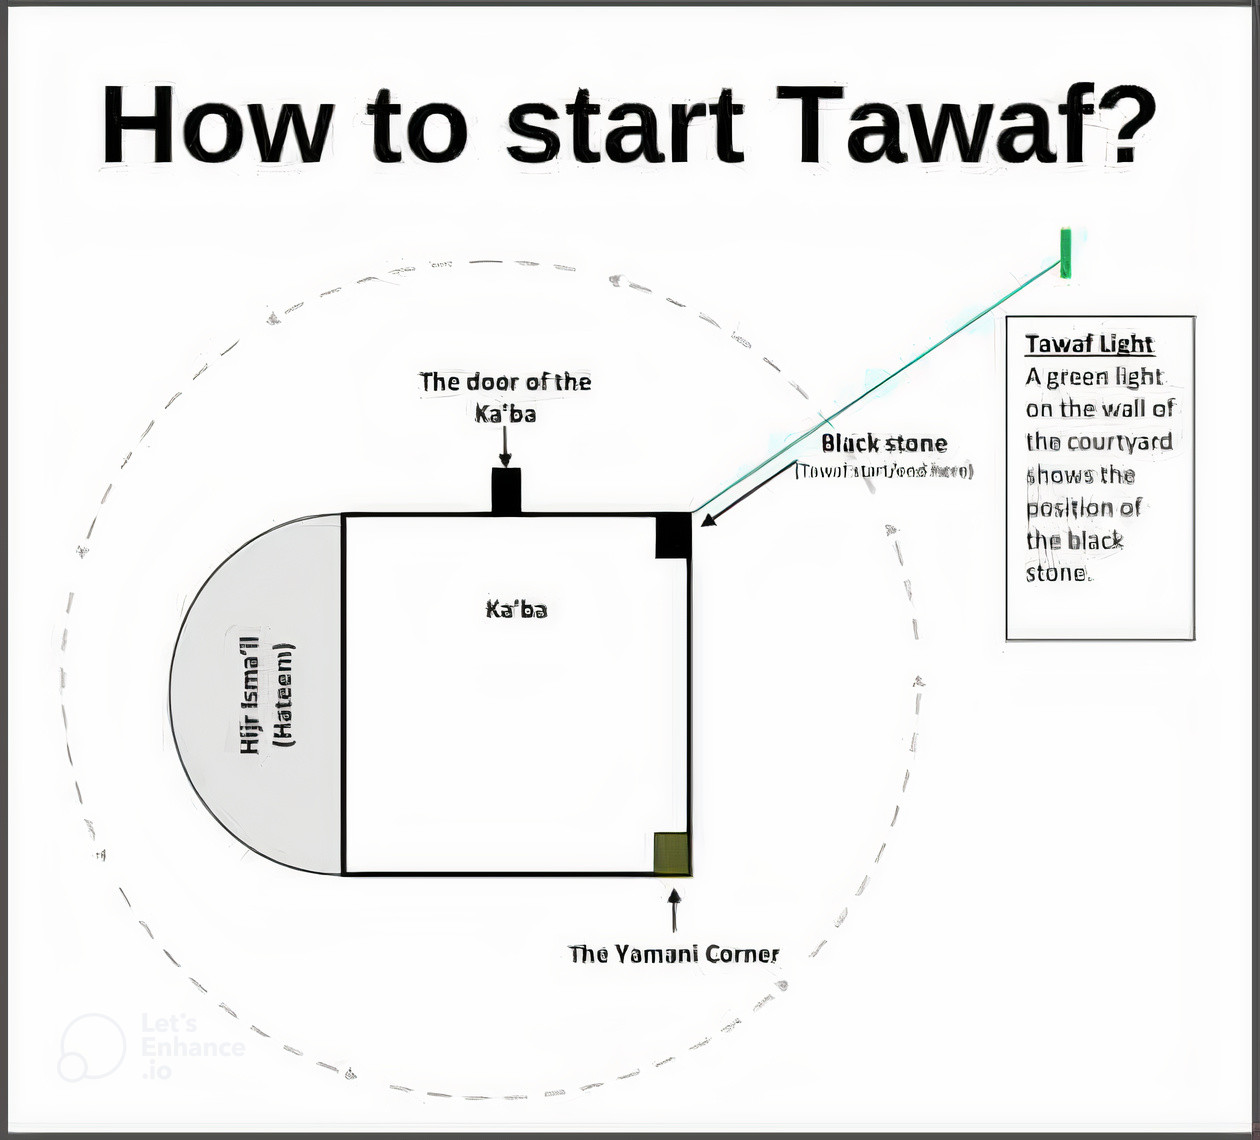 How to start Tawaf?
The door of the
Ka'ba
Black stone
(Tawaf start/end here)
Tawaf Light
A green light
on the wall of
the courtyard
shows the
position of
the black
stone.
Ka'ba
Hijr Isma'il
(Hateem)
The Yamani Corner
Let's
Enhance
.io